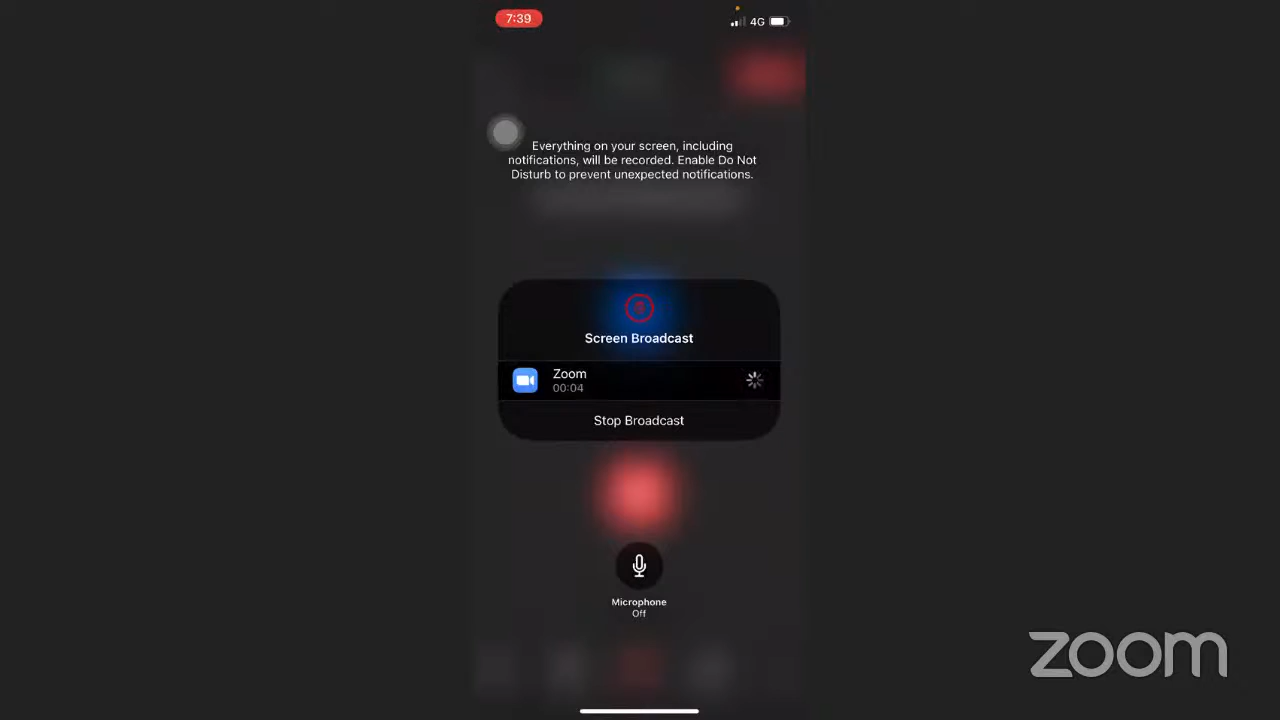 7:39
4G
Everything on your screen, including
notifications, will be recorded. Enable Do Not
Disturb to prevent unexpected notifications.
Screen Broadcast
Zoom
00:04
Stop Broadcast
Microphone
Off
zoom